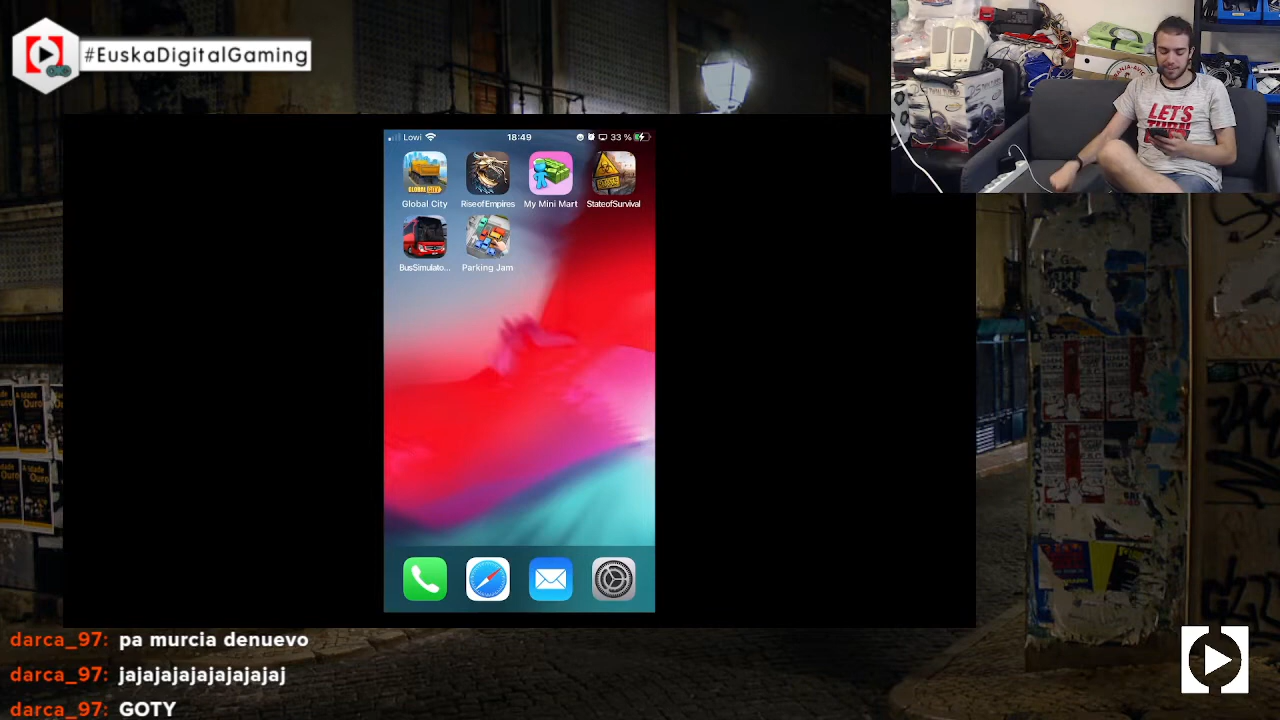 #EuskaDigitalGaming
Lowi 18:49 33 %
Global City RiseofEmpires My Mini Mart StateofSurvival
BusSimulato... Parking Jam
LET'S
TURN
darca_97: pa murcia denuevo
darca_97: jajajajajajajajaj
darca_97: GOTY